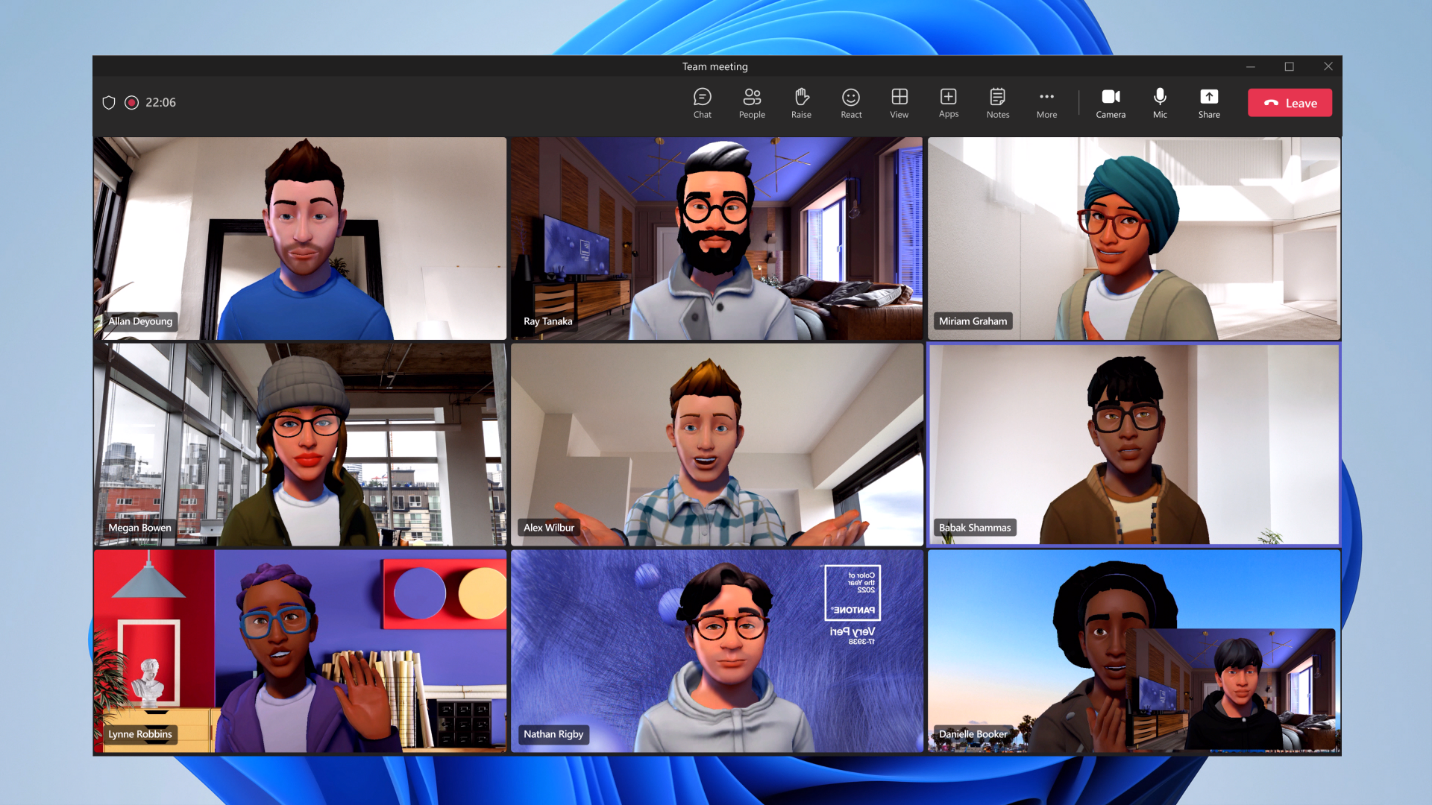 Team meeting
22:06
Chat
People
Raise
React
View
Apps
Notes
More
Camera
Mic
Share
Leave
Allan Deyoung
Ray Tanaka
Miriam Graham
Megan Bowen
Alex Wilbur
Babak Shammas
Color of
the Year
2022
PANTONE®
Very Peri
17-3938
Lynne Robbins
Nathan Rigby
Danielle Booker